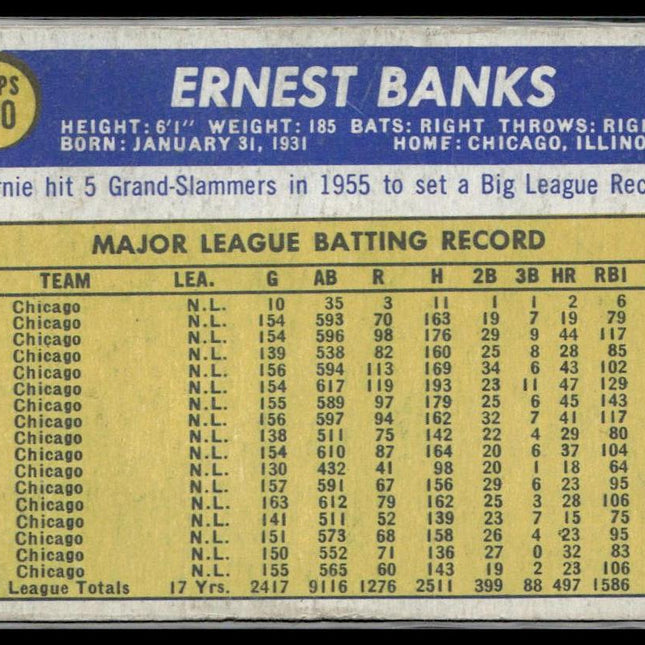 PS
0
ERNEST BANKS
HEIGHT: 6'1" WEIGHT: 185 BATS: RIGHT THROWS: RIG
BORN: JANUARY 31, 1931 HOME: CHICAGO, ILLINO
rnie hit 5 Grand-Slammers in 1955 to set a Big League Rec
MAJOR LEAGUE BATTING RECORD
TEAM LEA. G AB R H 2B 3B HR RBI
Chicago N.L. 10 35 3 11 1 1 2 6
Chicago N.L. 154 593 70 163 19 7 19 79
Chicago N.L. 154 596 98 176 29 9 44 117
Chicago N.L. 139 538 82 160 25 8 28 85
Chicago N.L. 156 594 113 169 34 6 43 102
Chicago N.L. 154 617 119 193 23 11 47 129
Chicago N.L. 155 589 97 179 25 6 45 143
Chicago N.L. 156 597 94 162 32 7 41 117
Chicago N.L. 138 511 75 142 22 4 29 80
Chicago N.L. 154 610 87 164 20 6 37 104
Chicago N.L. 130 432 41 98 20 1 18 64
Chicago N.L. 157 591 67 156 29 6 23 95
Chicago N.L. 163 612 79 162 25 3 28 106
Chicago N.L. 141 511 52 139 23 7 15 75
Chicago N.L. 151 573 68 158 26 4 23 95
Chicago N.L. 150 552 71 136 27 0 32 83
Chicago N.L. 155 565 60 143 19 2 23 106
League Totals 17 Yrs. 2417 9116 1276 2511 399 88 497 1586